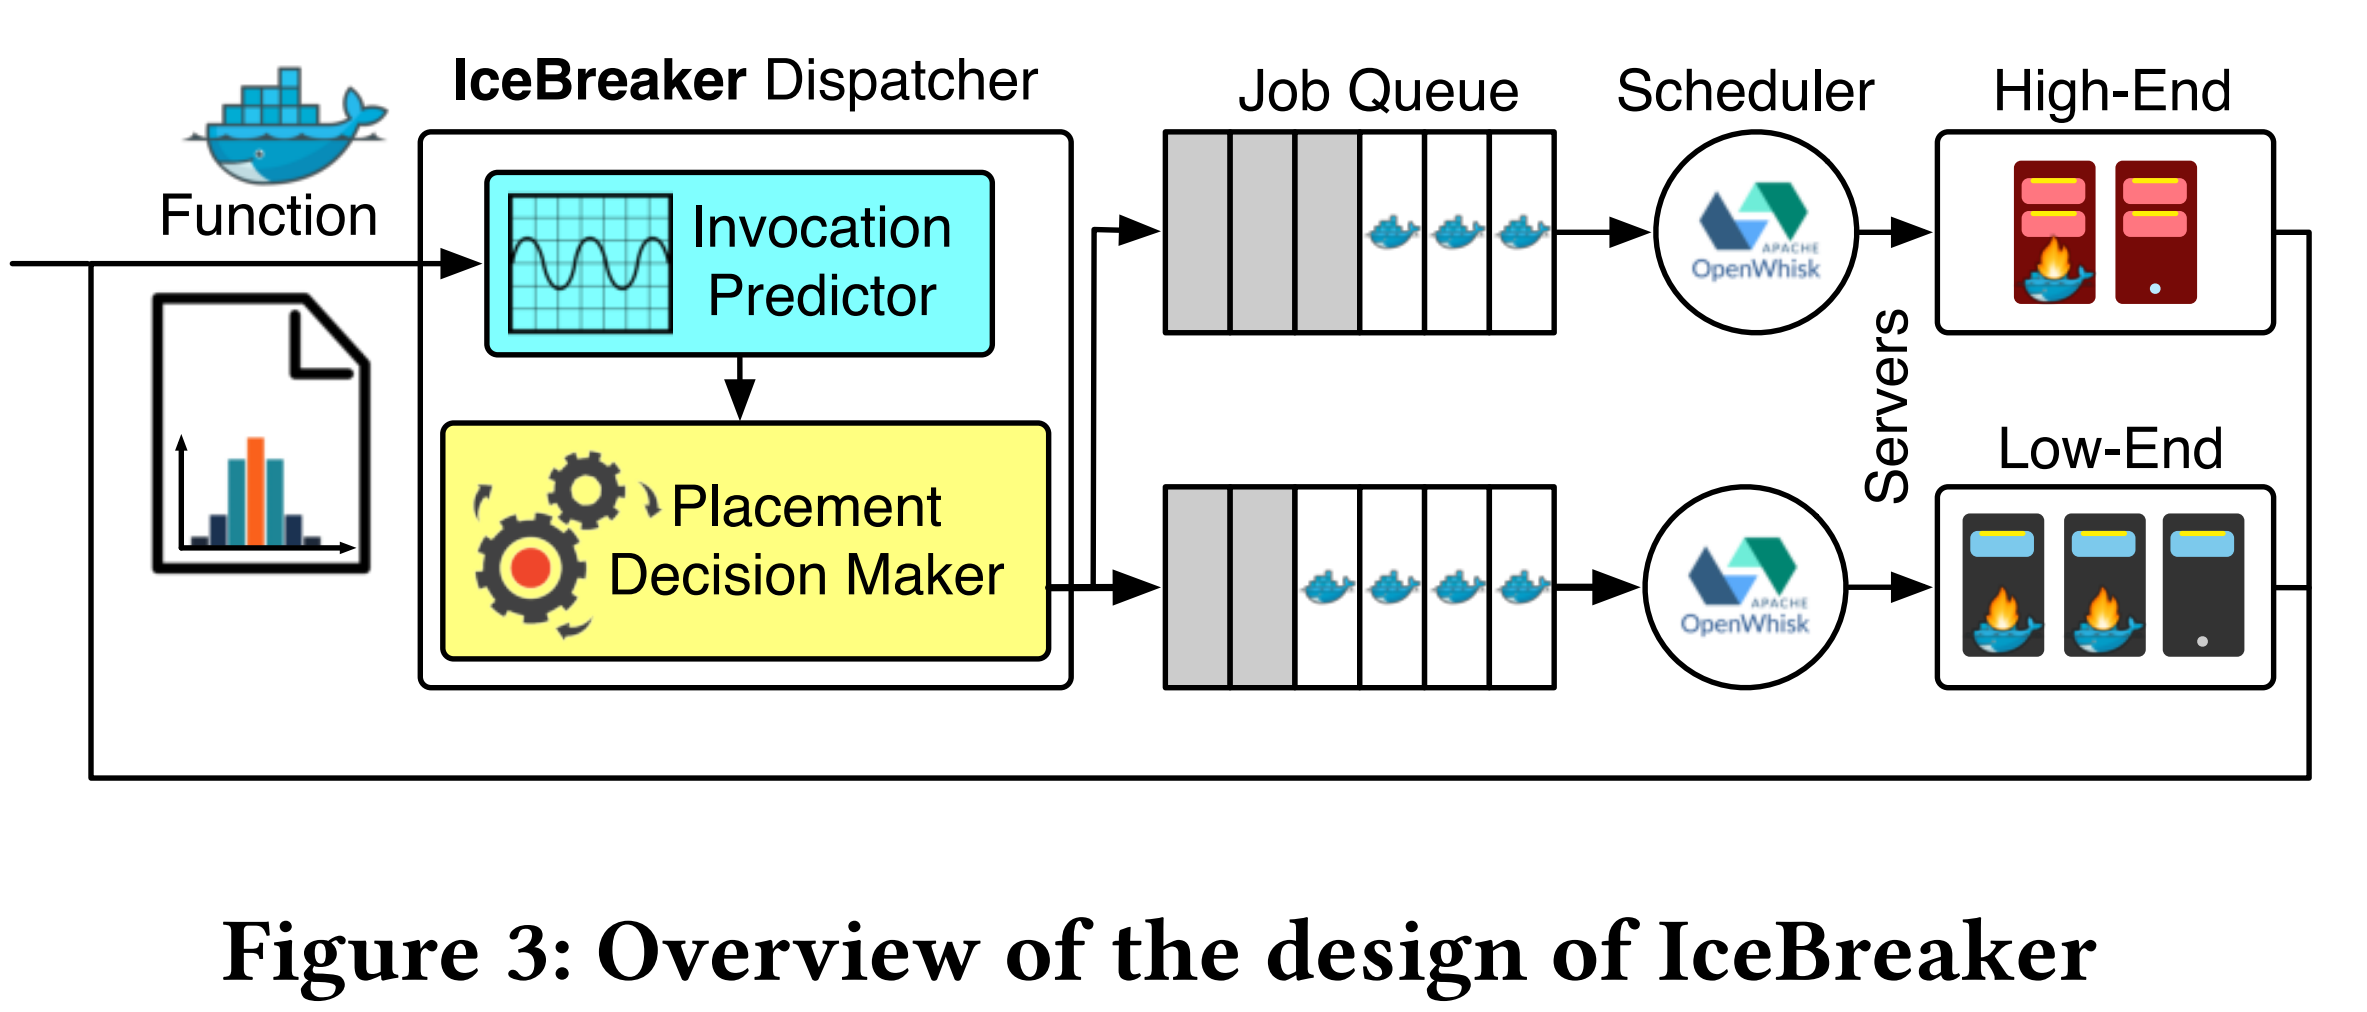 IceBreaker Dispatcher
Job Queue
Scheduler
High-End
Function
Invocation
Predictor
APACHE
OpenWhisk
Servers
Low-End
Placement
Decision Maker
APACHE
OpenWhisk
Figure 3: Overview of the design of IceBreaker